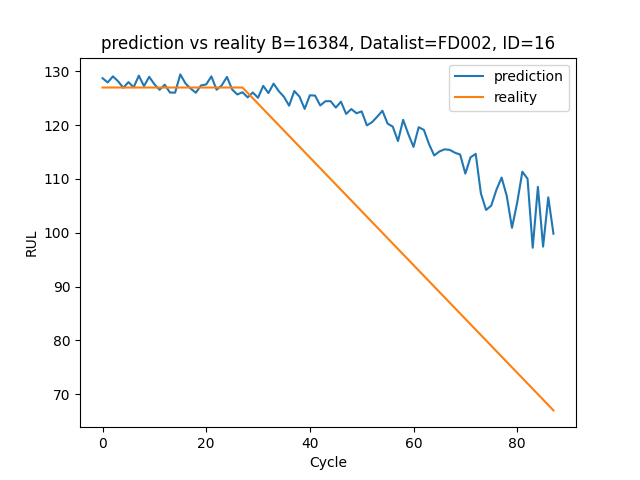 prediction vs reality B=16384, Datalist=FD002, ID=16
prediction
reality
130
120
110
100
90
80
70
RUL
0
20
40
60
80
Cycle